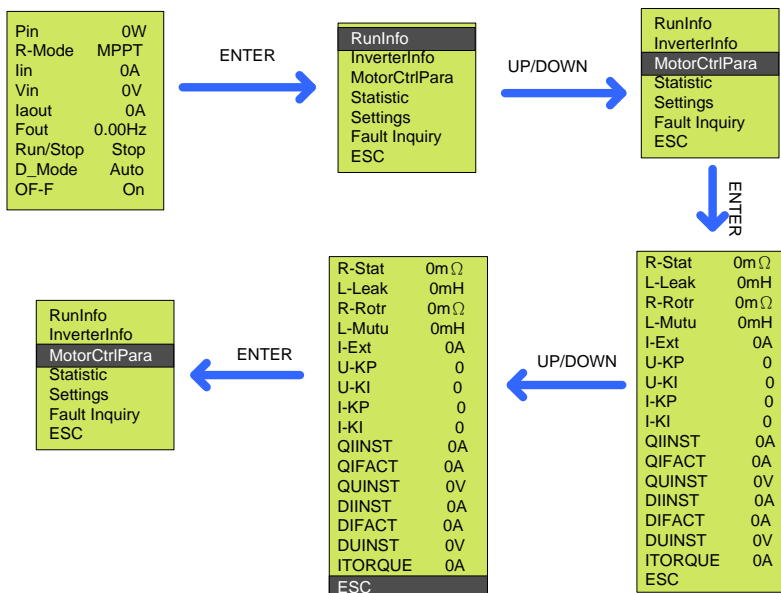 Pin 0W
R-Mode MPPT
Iin 0A
Vin 0V
Iaout 0A
Fout 0.00Hz
Run/Stop Stop
D_Mode Auto
OF-F On
ENTER
RunInfo
InverterInfo
MotorCtrlPara
Statistic
Settings
Fault Inquiry
ESC
UP/DOWN
RunInfo
InverterInfo
MotorCtrlPara
Statistic
Settings
Fault Inquiry
ESC
ENTER
R-Stat 0mΩ
L-Leak 0mH
R-Rotr 0mΩ
L-Mutu 0mH
I-Ext 0A
U-KP 0
U-KI 0
I-KP 0
I-KI 0
QIINST 0A
QIFACT 0A
QUINST 0V
DIINST 0A
DIFACT 0A
DUINST 0V
ITORQUE 0A
ESC
UP/DOWN
R-Stat 0mΩ
L-Leak 0mH
R-Rotr 0mΩ
L-Mutu 0mH
I-Ext 0A
U-KP 0
U-KI 0
I-KP 0
I-KI 0
QIINST 0A
QIFACT 0A
QUINST 0V
DIINST 0A
DIFACT 0A
DUINST 0V
ITORQUE 0A
ESC
ENTER
RunInfo
InverterInfo
MotorCtrlPara
Statistic
Settings
Fault Inquiry
ESC